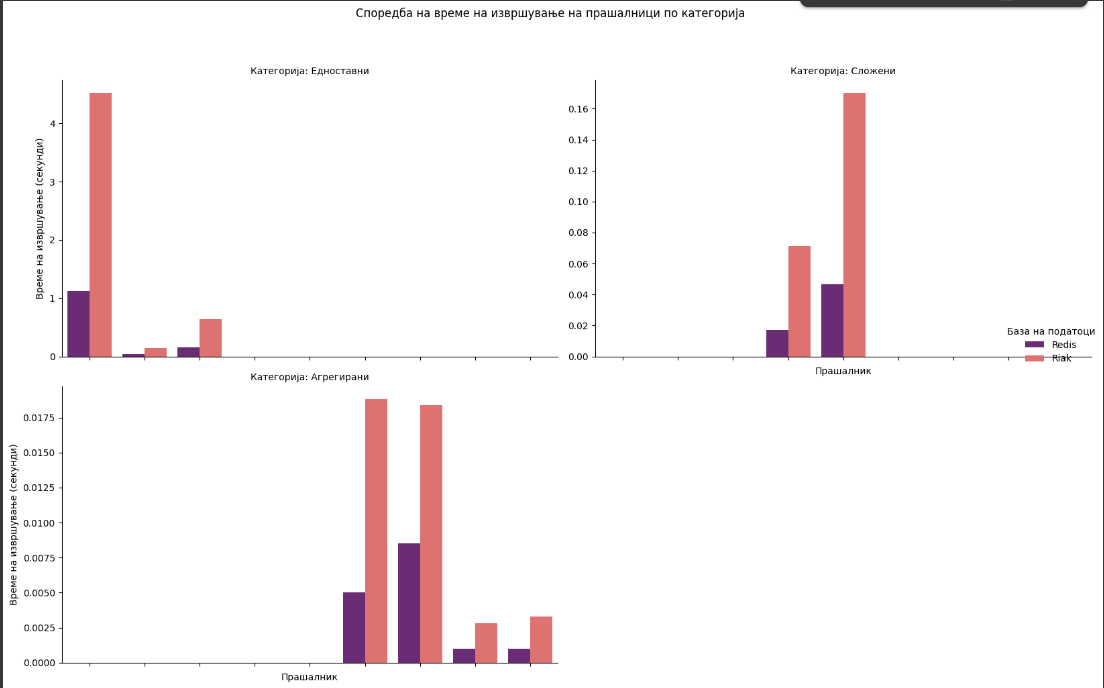 Споредба на време на извршување на прашалници по категорија
Категорија: Едноставни
Време на извршување (секунди)
4
3
2
1
0
Категорија: Сложени
0.16
0.14
0.12
0.10
0.08
0.06
0.04
0.02
0.00
Прашалник
База на податоци
Redis
Riak
Категорија: Агрегирани
Време на извршување (секунди)
0.0175
0.0150
0.0125
0.0100
0.0075
0.0050
0.0025
0.0000
Прашалник